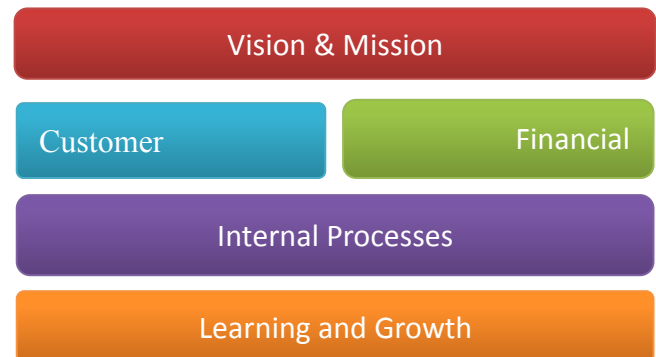 Vision & Mission
Customer
Financial
Internal Processes
Learning and Growth